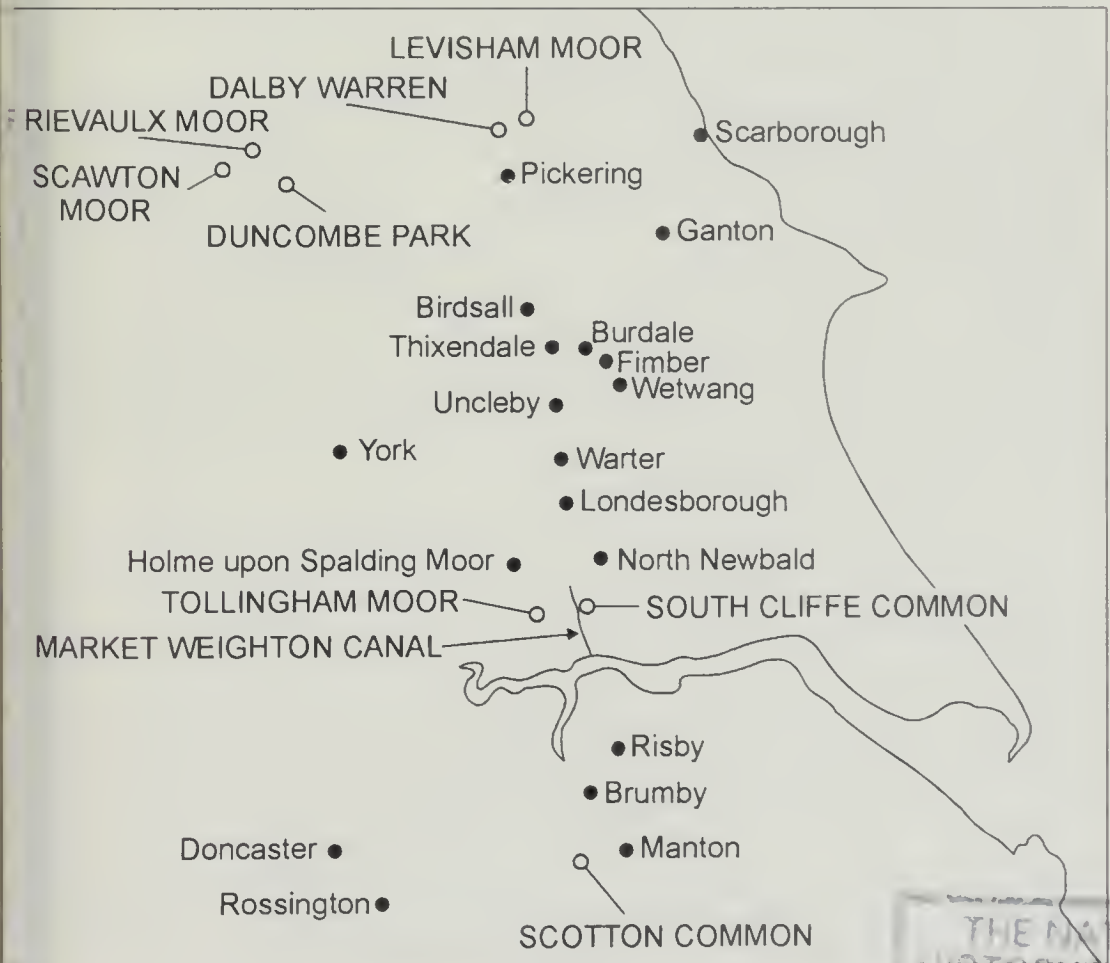 LEVISHAM MOOR
DALBY WARREN
RIEVAULX MOOR
Scarborough
SCAWTON
MOOR
Pickering
DUNCOMBE PARK
Ganton
Birdsall
Burdale
Thixendale
Fimber
Wetwang
Uncleby
York
Warter
Londesborough
Holme upon Spalding Moor
North Newbald
TOLLINGHAM MOOR
SOUTH CLIFFE COMMON
MARKET WEIGHTON CANAL
Risby
Brumby
Doncaster
Manton
Rossington
SCOTTON COMMON
THE NA